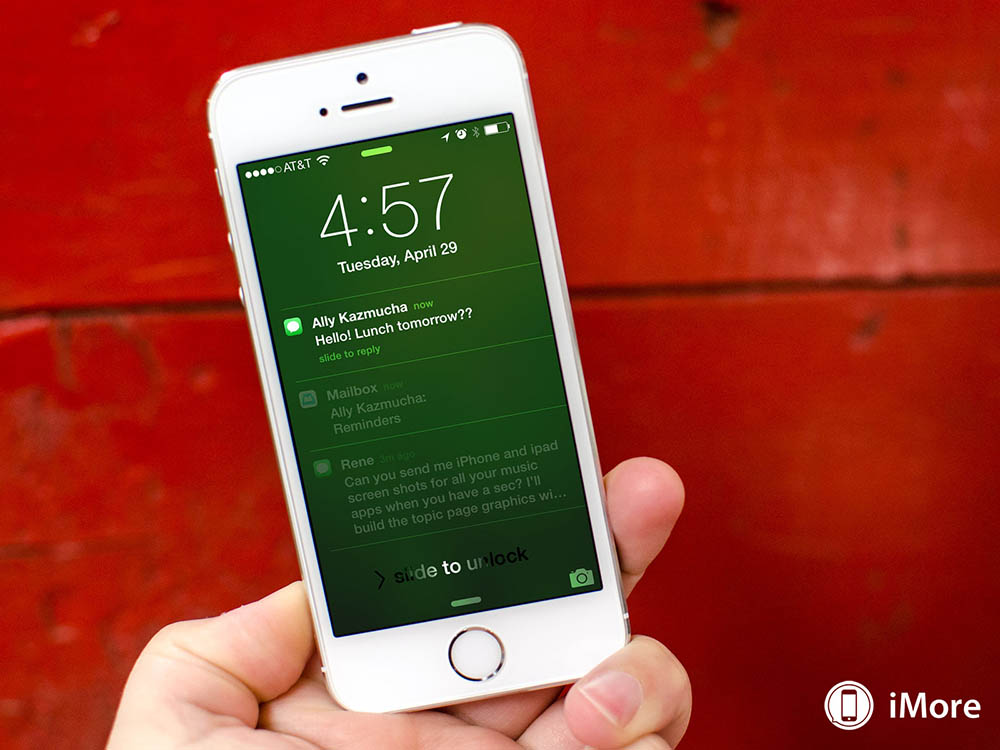 AT&T
4:57
Tuesday, April 29
Ally Kazmucha now
Hello! Lunch tomorrow??
slide to reply
Mailbox now
Ally Kazmucha:
Reminders
Rene 3m ago
Can you send me iPhone and ipad
screen shots for all your music
apps when you have a sec? I'll
build the topic page graphics wi...
slide to unlock
iMore